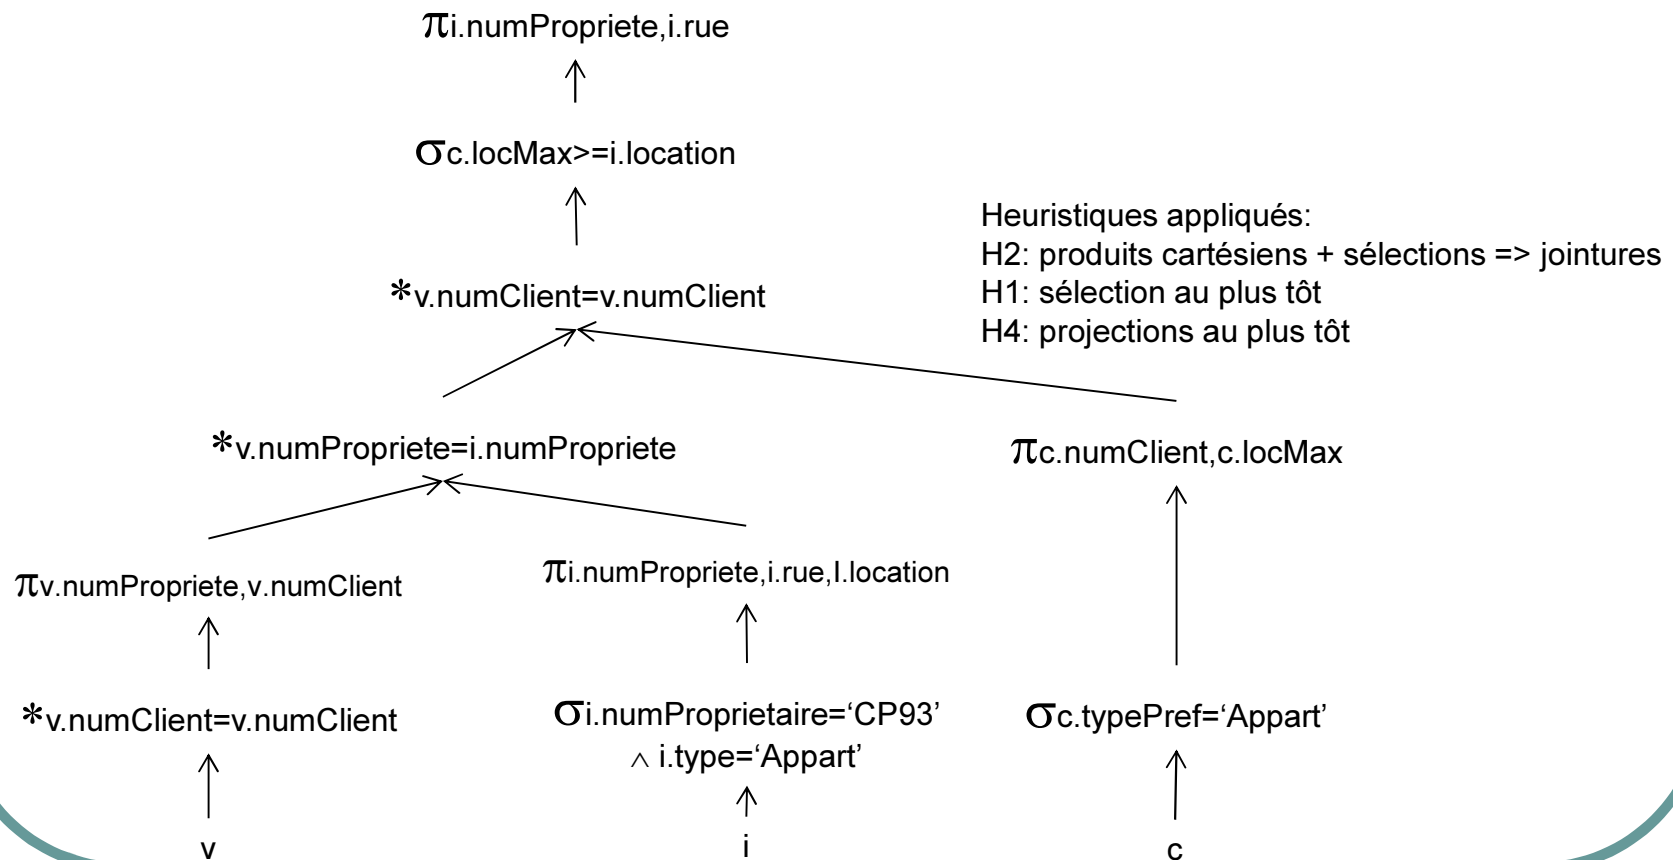 πi.numPropriete,i.rue
σc.locMax>=i.location
Heuristiques appliqués:
H2: produits cartésiens + sélections => jointures
H1: sélection au plus tôt
H4: projections au plus tôt
*v.numClient=v.numClient
*v.numPropriete=i.numPropriete
πc.numClient,c.locMax
πv.numPropriete,v.numClient
πi.numPropriete,i.rue,I.location
*v.numClient=v.numClient
σi.numProprietaire=‘CP93’
∧ i.type=‘Appart’
σc.typePref=‘Appart’
v
i
c